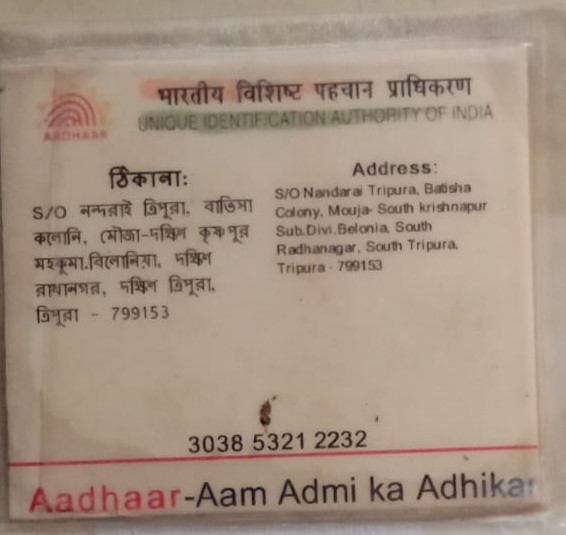 भारतीय विशिष्ट पहचान प्राधिकरण
UNIQUE IDENTIFICATION AUTHORITY OF INDIA
AADHAAR
ঠিকানা:
S/O নন্দরাই ত্রিপুরা, বাতিসা
কলোনি, মৌজা-দক্ষিণ কৃষ্ণপুর
মহকুমা.বিলোনিয়া, দক্ষিণ
রাধানগর, দক্ষিণ ত্রিপুরা,
ত্রিপুরা - 799153
Address:
S/O Nandarai Tripura, Batisha
Colony, Mouja- South krishnapur
Sub.Divi.Belonia, South
Radhanagar, South Tripura,
Tripura - 799153
3038 5321 2232
Aadhaar-Aam Admi ka Adhikar